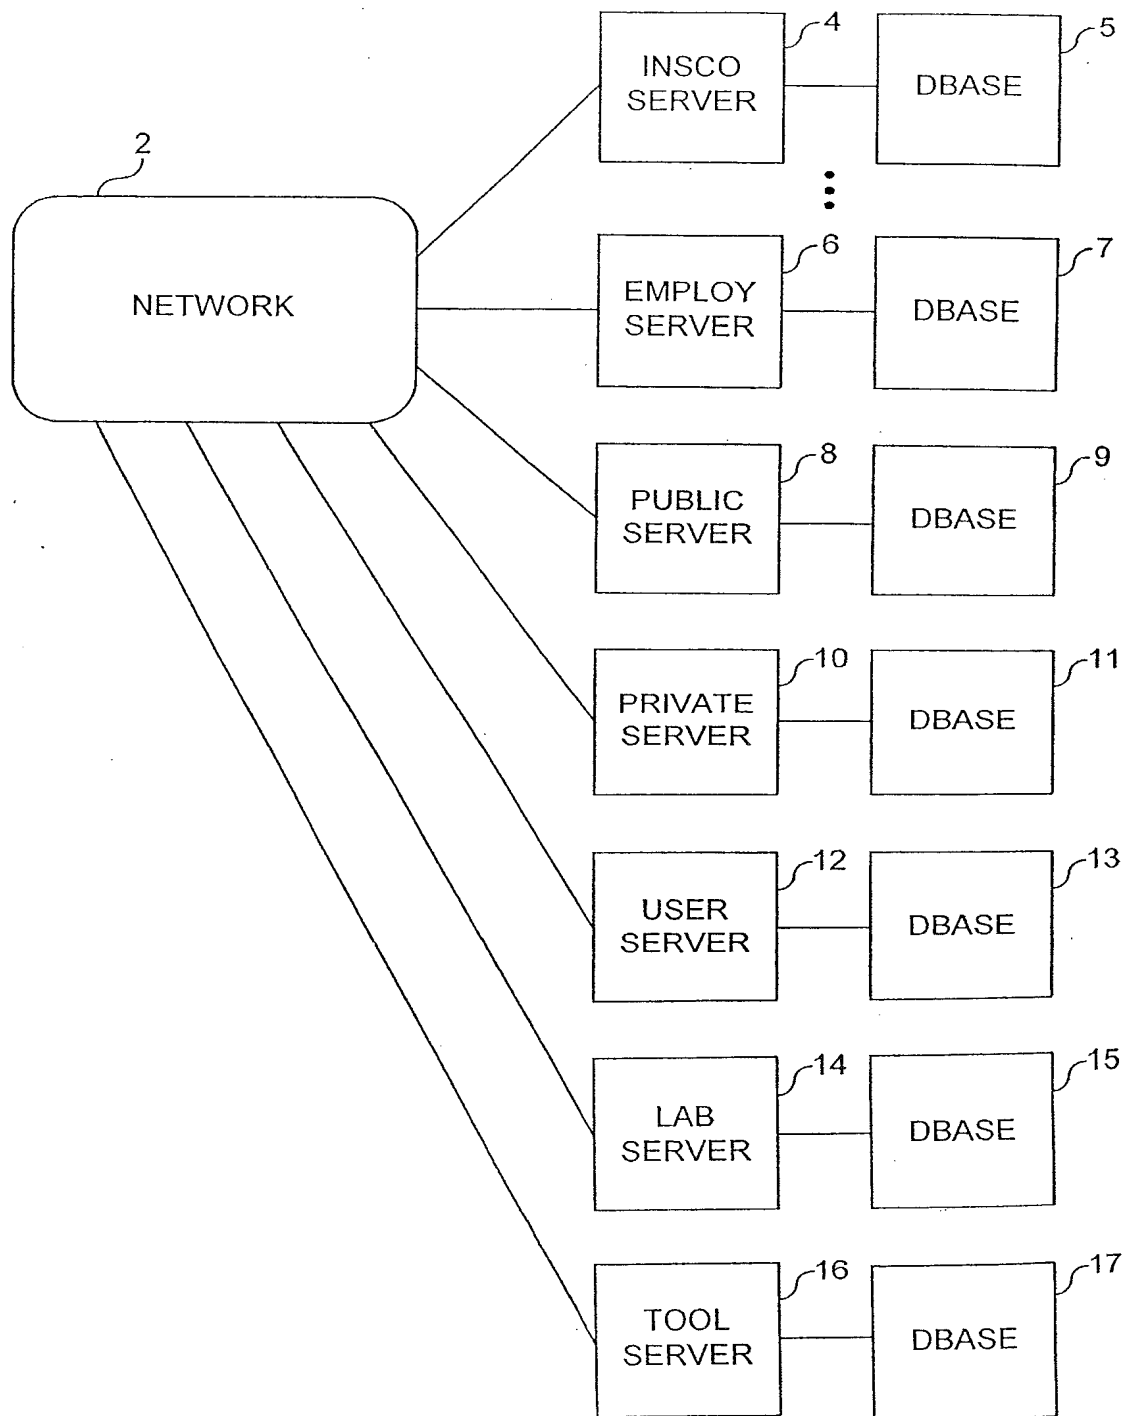 4
5
INSCO
SERVER
DBASE
2
NETWORK
6
7
EMPLOY
SERVER
DBASE
8
9
PUBLIC
SERVER
DBASE
10
11
PRIVATE
SERVER
DBASE
12
13
USER
SERVER
DBASE
14
15
LAB
SERVER
DBASE
16
17
TOOL
SERVER
DBASE